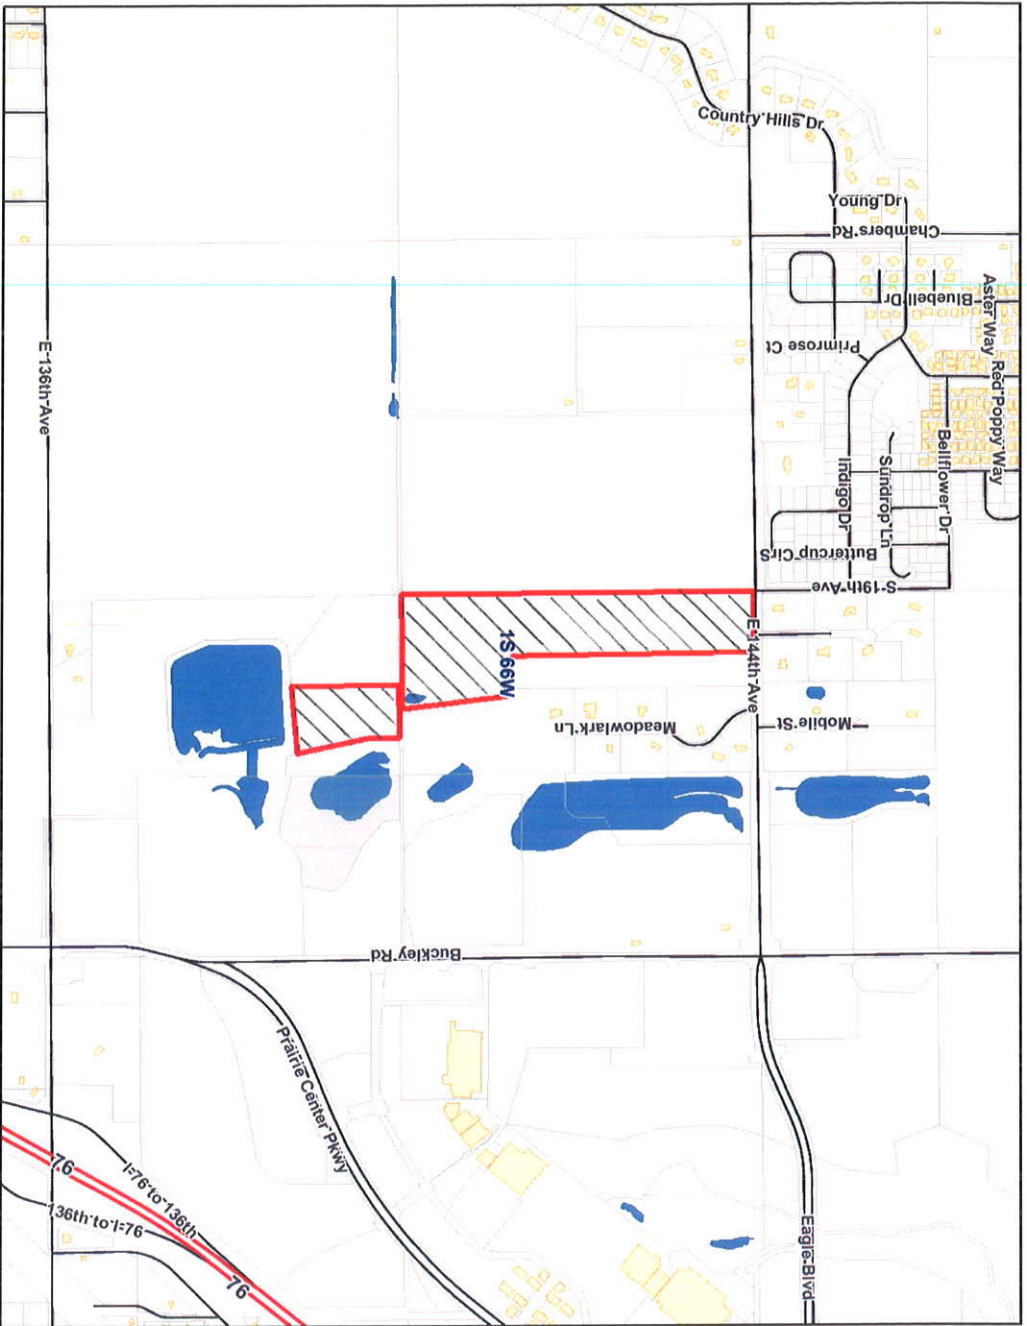 Country Hills Dr
Young Dr
Chambers Rd
Bluebell Dr
Aster Way
Red Poppy Way
Primrose Ct
Bellflower Dr
Sundrop Ln
Indigo Dr
Buttercup Cir S
S 19th Ave
E 136th Ave
E 144th Ave
1S 66W
Meadowlark Ln
Mobile St
Buckley Rd
Prairie Center Pkwy
Eagle Blvd
I-76 to 136th
76
136th to I-76
76